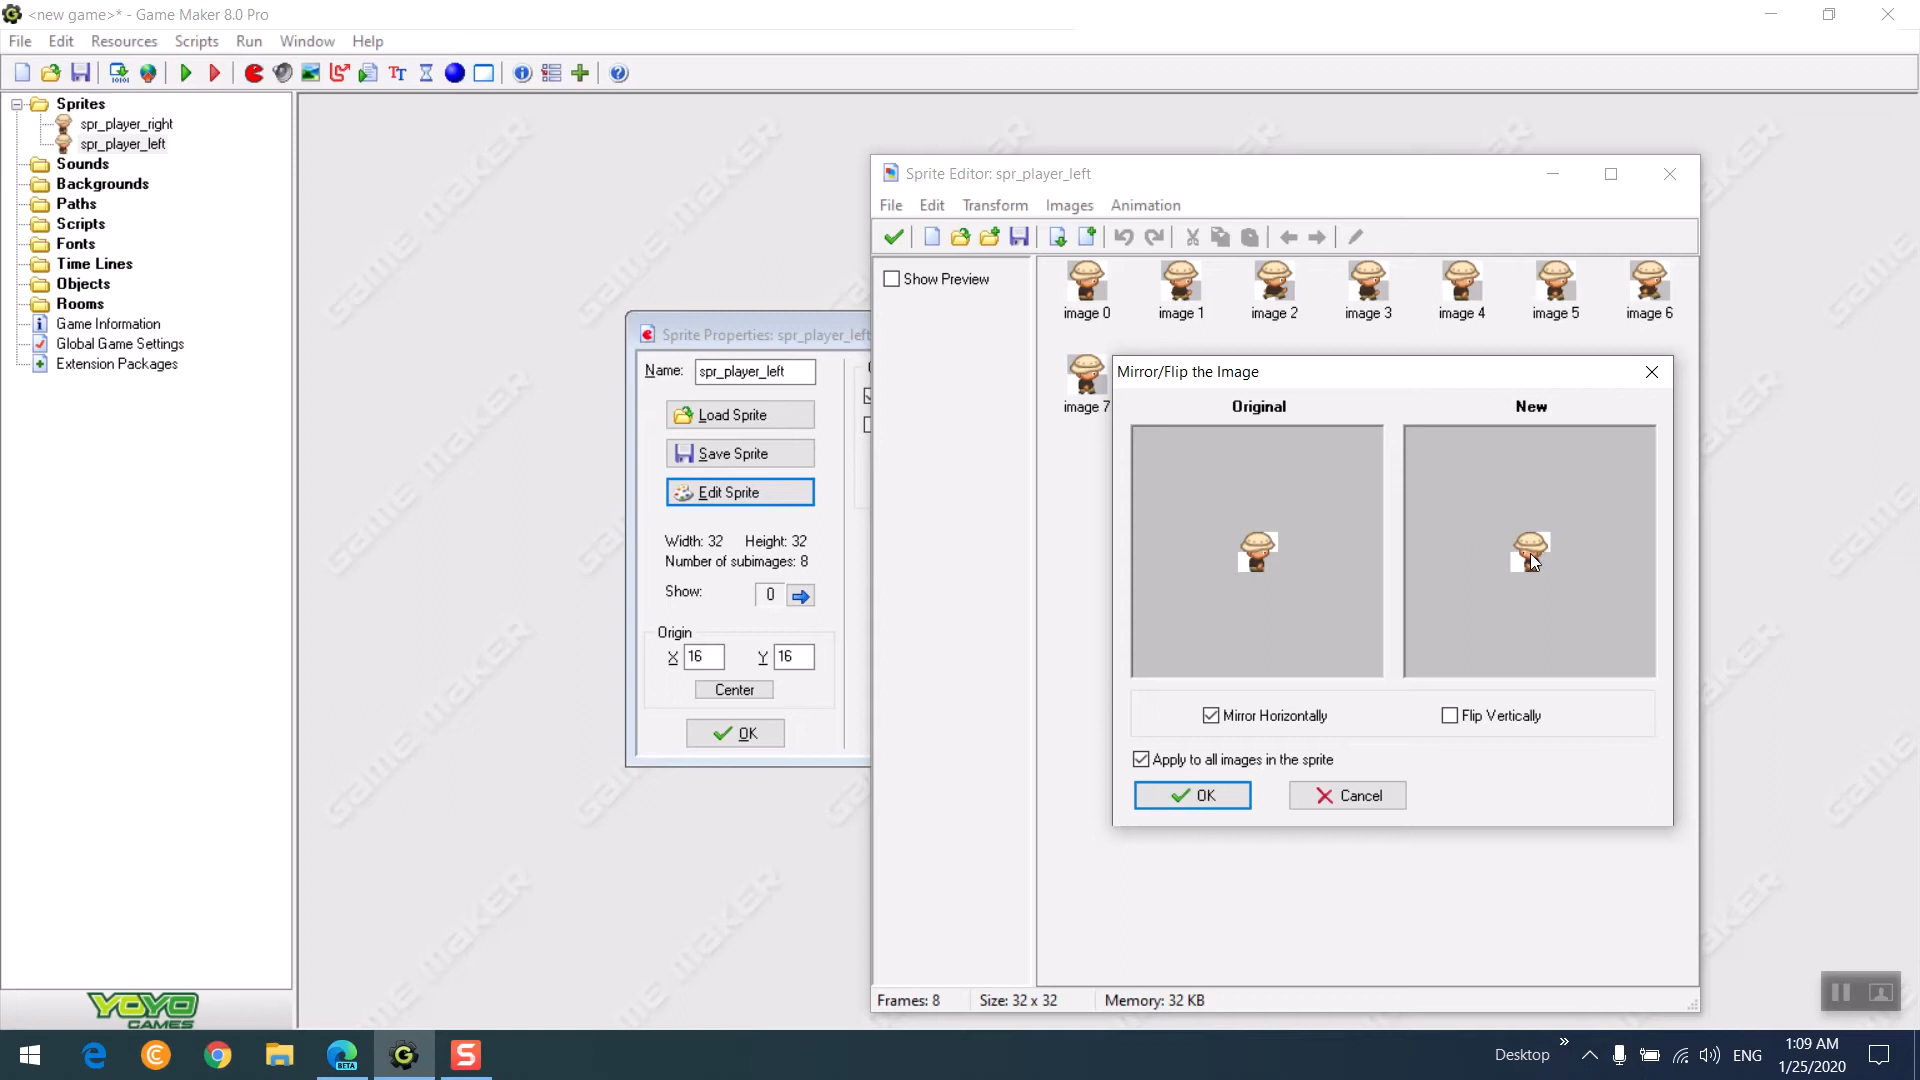 <new game>* - Game Maker 8.0 Pro
File Edit Resources Scripts Run Window Help
Sprites
spr_player_right
spr_player_left
Sounds
Backgrounds
Paths
Scripts
Fonts
Time Lines
Objects
Rooms
Game Information
Global Game Settings
Extension Packages
YOYO
GAMES
Sprite Properties: spr_player_left
Name: spr_player_left
Load Sprite
Save Sprite
Edit Sprite
Width: 32 Height: 32
Number of subimages: 8
Show: 0
Origin
X 16 Y 16
Center
OK
Sprite Editor: spr_player_left
File Edit Transform Images Animation
Show Preview
image 0 image 1 image 2 image 3 image 4 image 5 image 6
image 7
Mirror/Flip the Image
Original New
Mirror Horizontally Flip Vertically
Apply to all images in the sprite
OK Cancel
Frames: 8 Size: 32 x 32 Memory: 32 KB
GAME MAKER
Desktop ENG 1:09 AM
1/25/2020
BETA